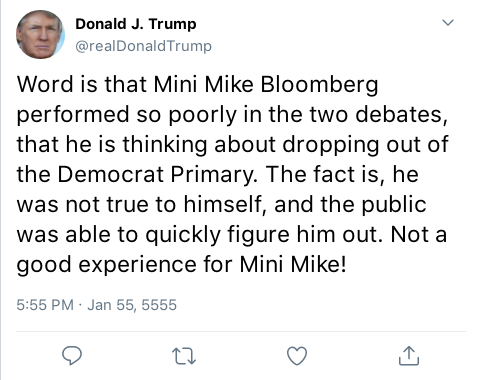 Donald J. Trump
@realDonaldTrump
Word is that Mini Mike Bloomberg
performed so poorly in the two debates,
that he is thinking about dropping out of
the Democrat Primary. The fact is, he
was not true to himself, and the public
was able to quickly figure him out. Not a
good experience for Mini Mike!
5:55 PM · Jan 55, 5555